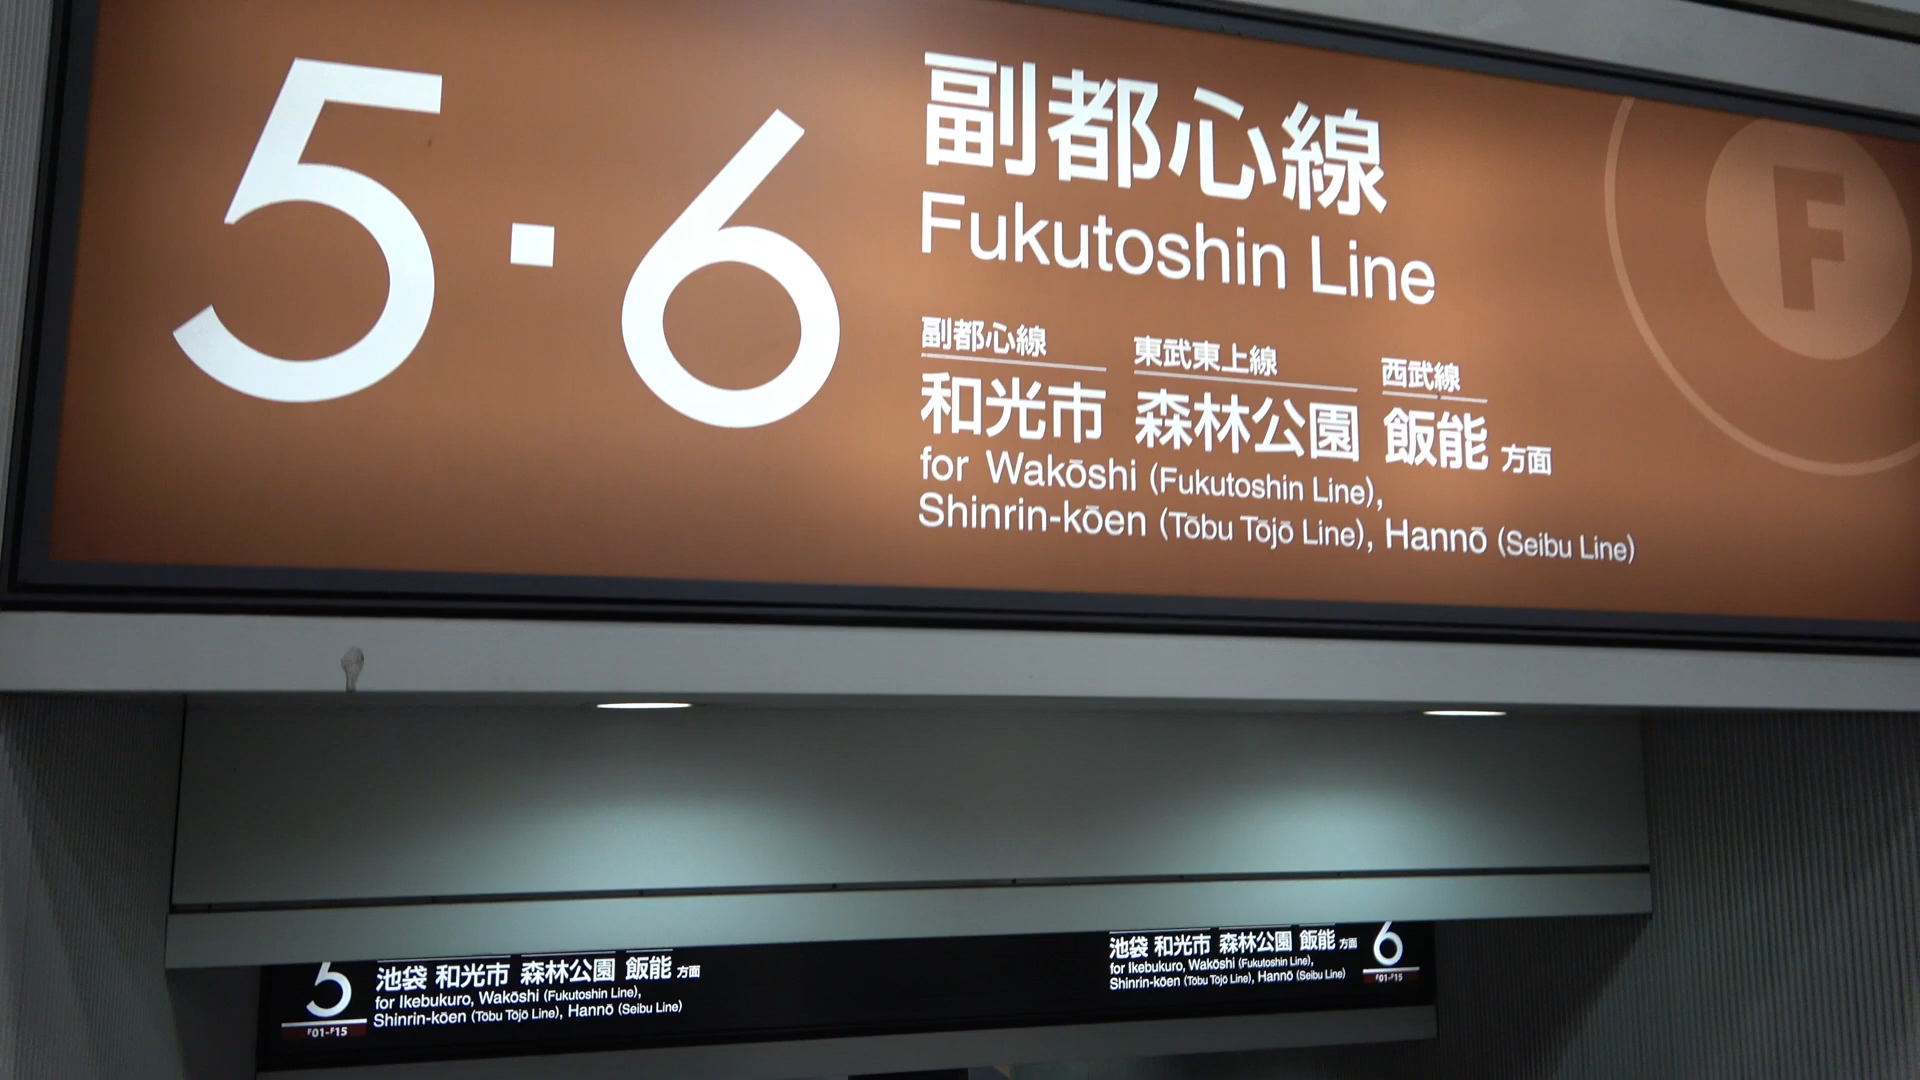 5・6
副都心線
Fukutoshin Line
F
副都心線 東武東上線 西武線
和光市 森林公園 飯能 方面
for Wakōshi (Fukutoshin Line),
Shinrin-kōen (Tōbu Tōjō Line), Hannō (Seibu Line)
5
F01-F15
池袋 和光市 森林公園 飯能 方面
for Ikebukuro, Wakōshi (Fukutoshin Line),
Shinrin-kōen (Tōbu Tōjō Line), Hannō (Seibu Line)
池袋 和光市 森林公園 飯能 方面
for Ikebukuro, Wakōshi (Fukutoshin Line),
Shinrin-kōen (Tōbu Tōjō Line), Hannō (Seibu Line)
6
F01-F15